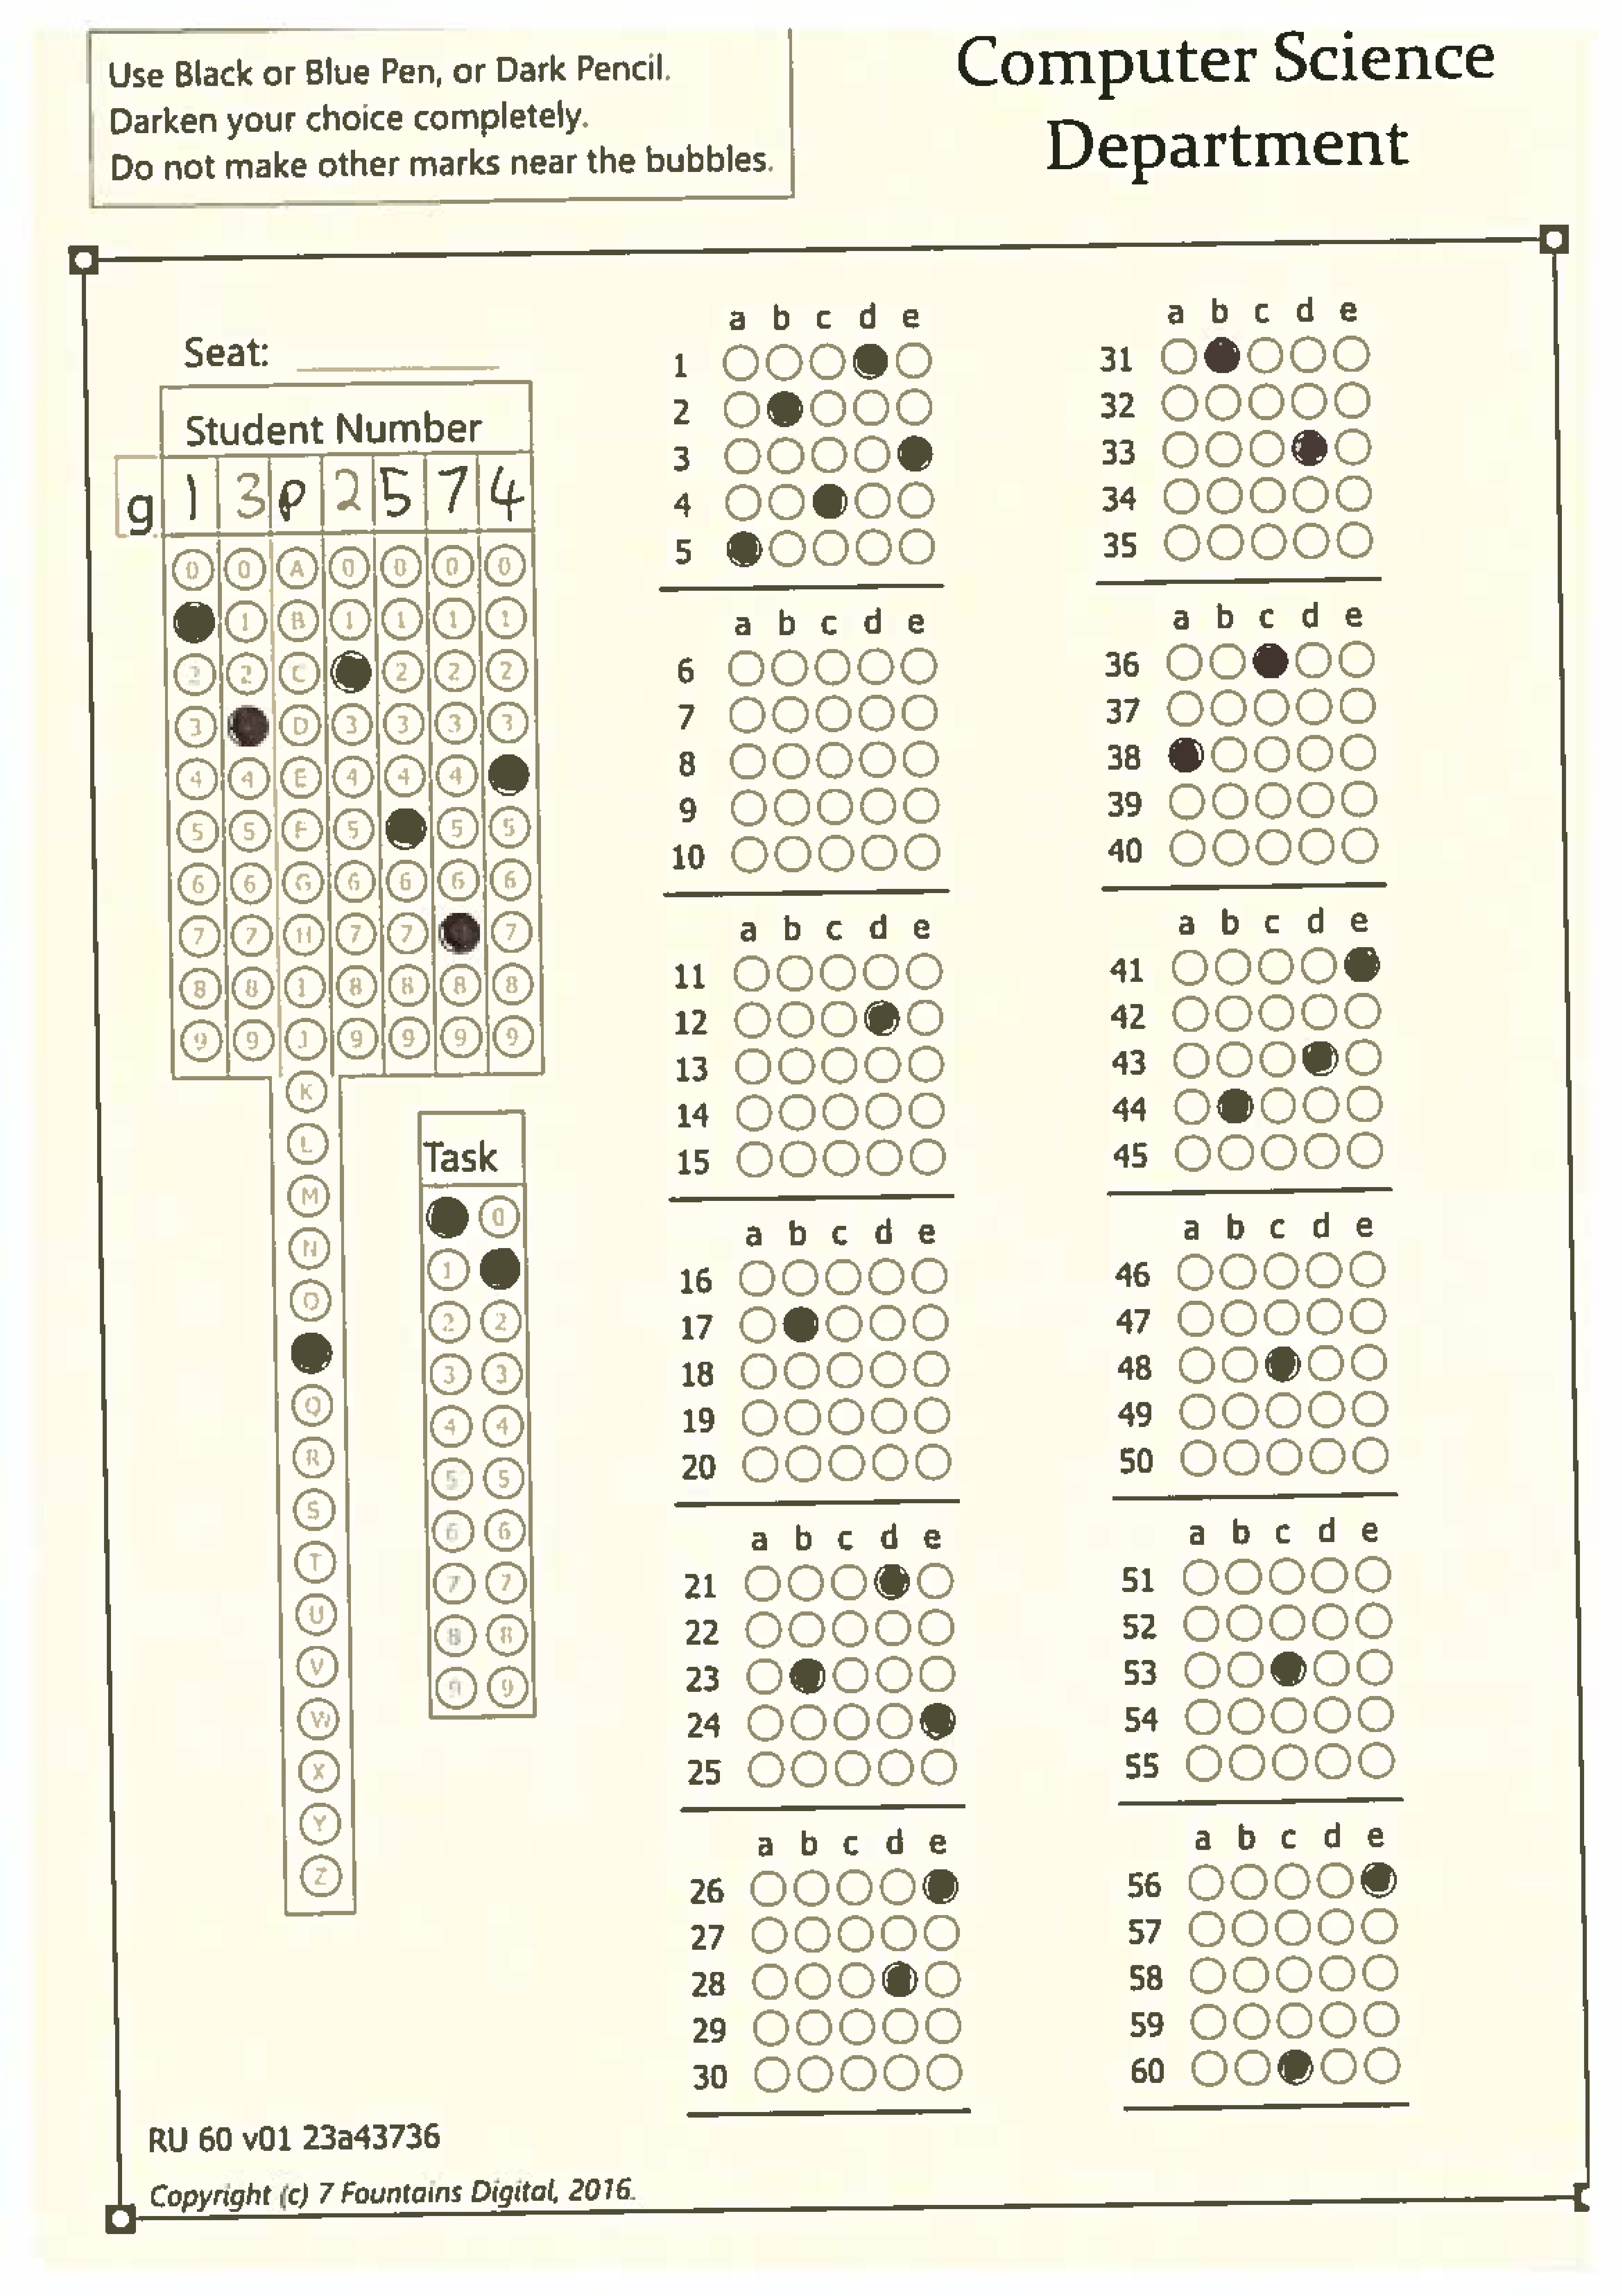 Use Black or Blue Pen, or Dark Pencil.
Darken your choice completely.
Do not make other marks near the bubbles.
Computer Science
Department
Seat:
Student Number
g 1 3 p 2 5 7 4
0 0 A 0 0 0 0
1 B 1 1 1 1
2 2 C 2 2 2
3 D 3 3 3 3
4 4 E 4 4 4
5 5 F 5 5 5
6 6 G 6 6 6 6
7 7 H 7 7 7
8 8 I 8 8 8 8
9 9 J 9 9 9 9
K
L
M
N
O
Q
R
S
T
U
V
W
X
Y
Z
Task
0
1
2 2
3 3
4 4
5 5
6 6
7 7
8 8
9 9
a b c d e
1
2
3
4
5
a b c d e
6
7
8
9
10
a b c d e
11
12
13
14
15
a b c d e
16
17
18
19
20
a b c d e
21
22
23
24
25
a b c d e
26
27
28
29
30
a b c d e
31
32
33
34
35
a b c d e
36
37
38
39
40
a b c d e
41
42
43
44
45
a b c d e
46
47
48
49
50
a b c d e
51
52
53
54
55
a b c d e
56
57
58
59
60
RU 60 v01 23a43736
Copyright (c) 7 Fountains Digital, 2016.